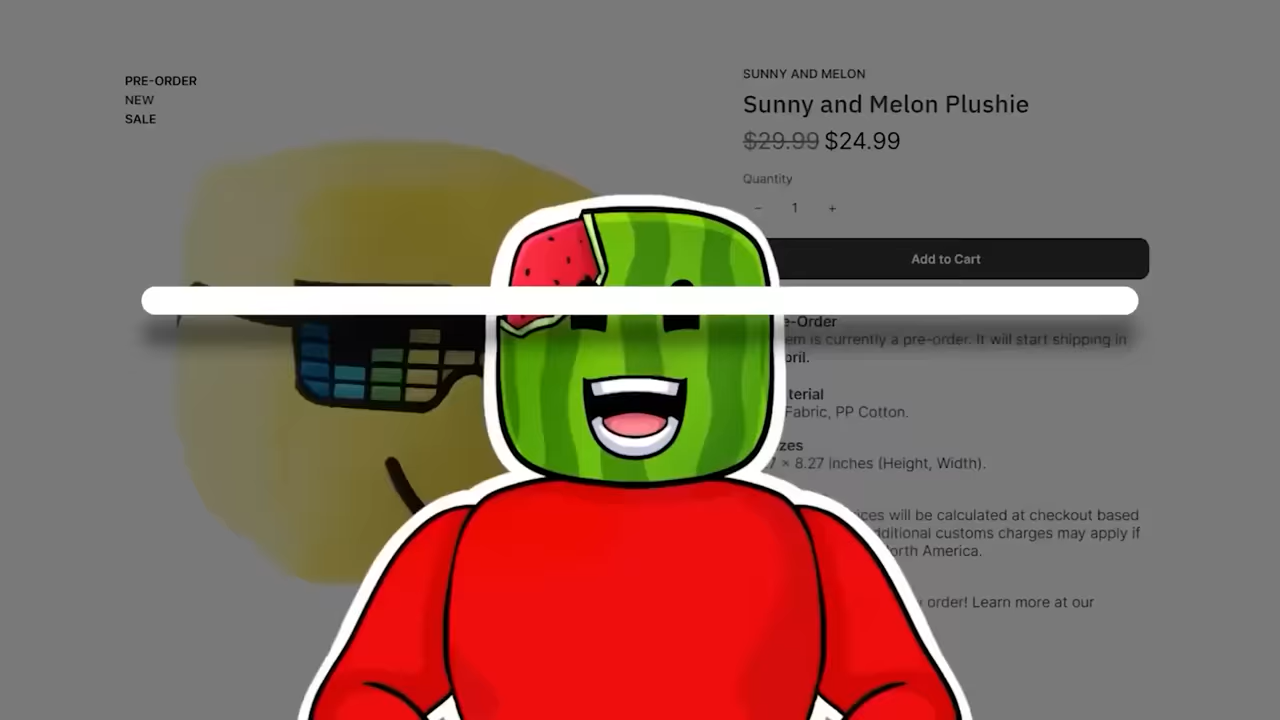 PRE-ORDER
NEW
SALE
SUNNY AND MELON
Sunny and Melon Plushie
$29.99 $24.99
Quantity
− 1 +
Add to Cart
e-Order
em is currently a pre-order. It will start shipping in
pril.
terial
Fabric, PP Cotton.
zes
7 × 8.27 inches (Height, Width).
ices will be calculated at checkout based
dditional customs charges may apply if
orth America.
order! Learn more at our